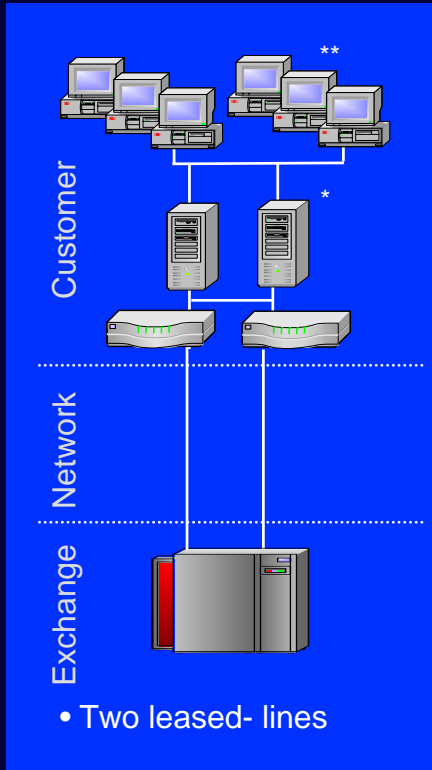 **
*
Customer
Network
Exchange
• Two leased- lines